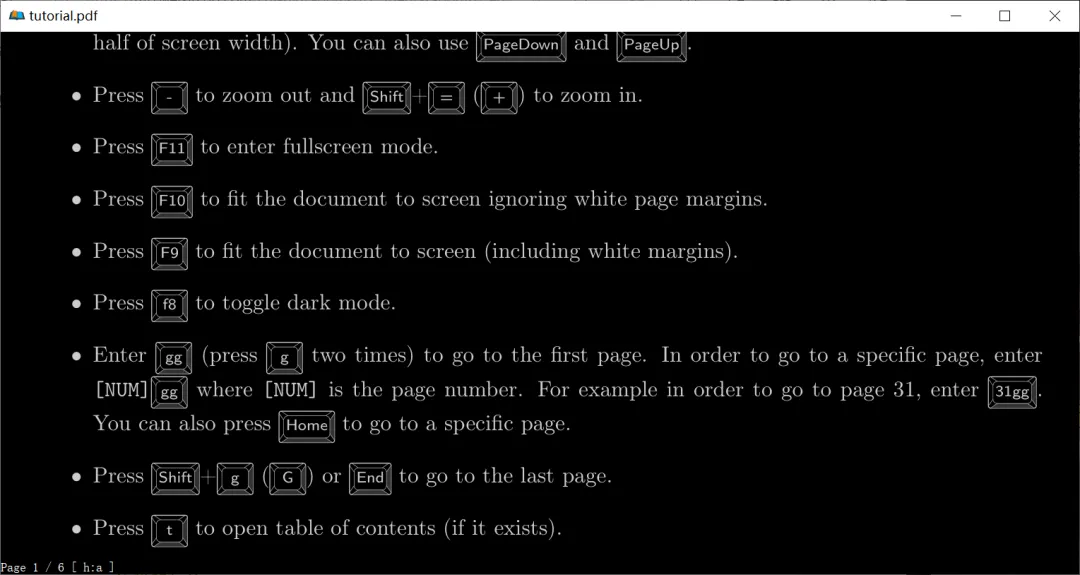 tutorial.pdf
half of screen width). You can also use PageDown and PageUp.
• Press - to zoom out and Shift+= (+) to zoom in.
• Press F11 to enter fullscreen mode.
• Press F10 to fit the document to screen ignoring white page margins.
• Press F9 to fit the document to screen (including white margins).
• Press f8 to toggle dark mode.
• Enter gg (press g two times) to go to the first page. In order to go to a specific page, enter
[NUM]gg where [NUM] is the page number. For example in order to go to page 31, enter 31gg.
You can also press Home to go to a specific page.
• Press Shift+g (G) or End to go to the last page.
• Press t to open table of contents (if it exists).
Page 1 / 6 [ h:a ]